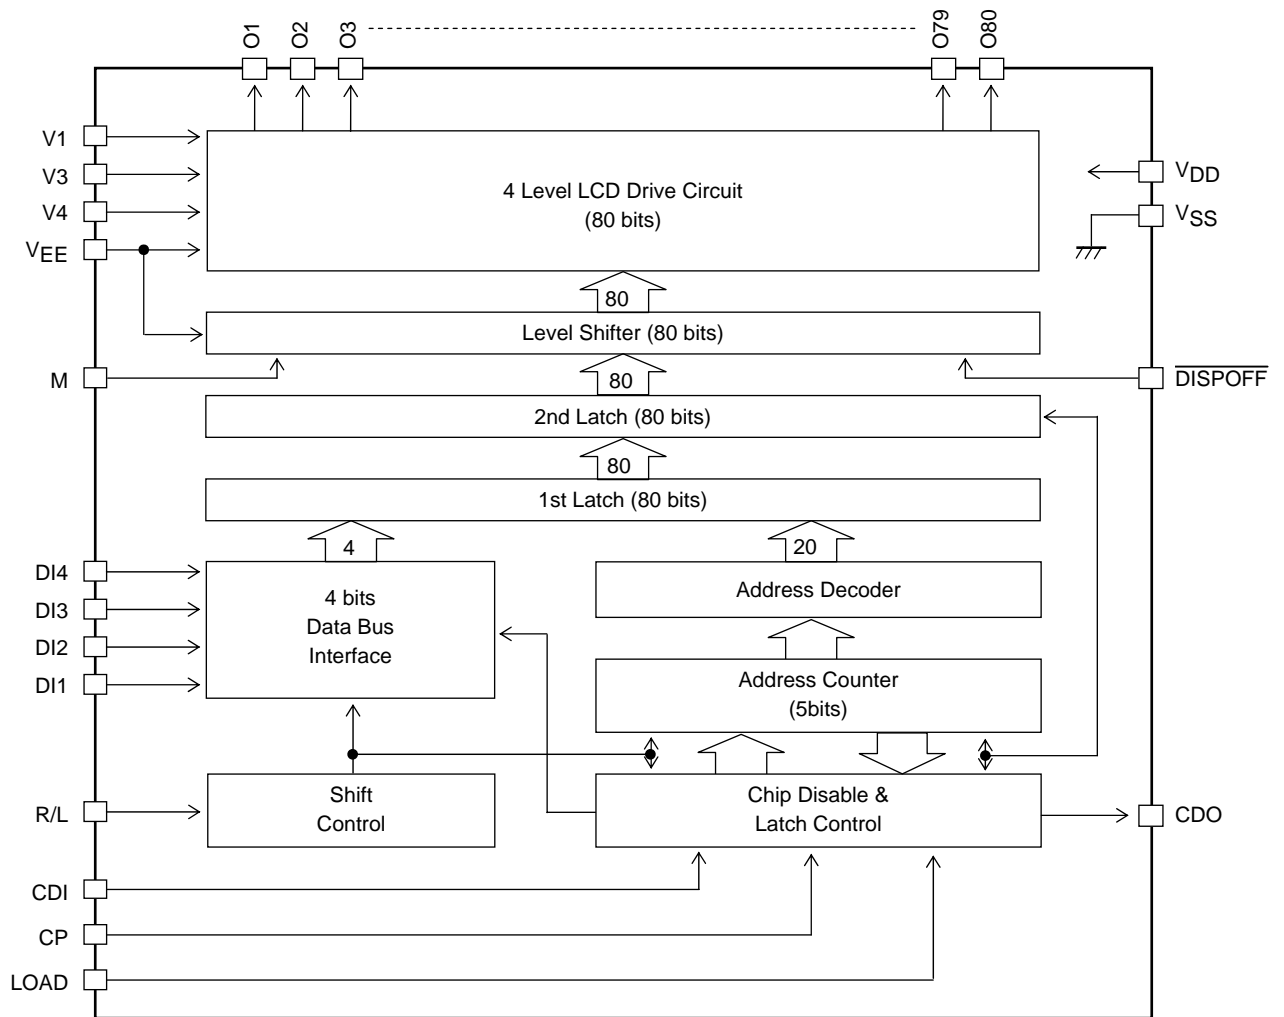 O1
O2
O3
O79
O80
V1
V3
V4
VEE
4 Level LCD Drive Circuit
(80 bits)
VDD
VSS
80
Level Shifter (80 bits)
M
80
DISPOFF
2nd Latch (80 bits)
80
1st Latch (80 bits)
4
20
DI4
DI3
DI2
DI1
4 bits
Data Bus
Interface
Address Decoder
Address Counter
(5bits)
R/L
Shift
Control
Chip Disable &
Latch Control
CDO
CDI
CP
LOAD